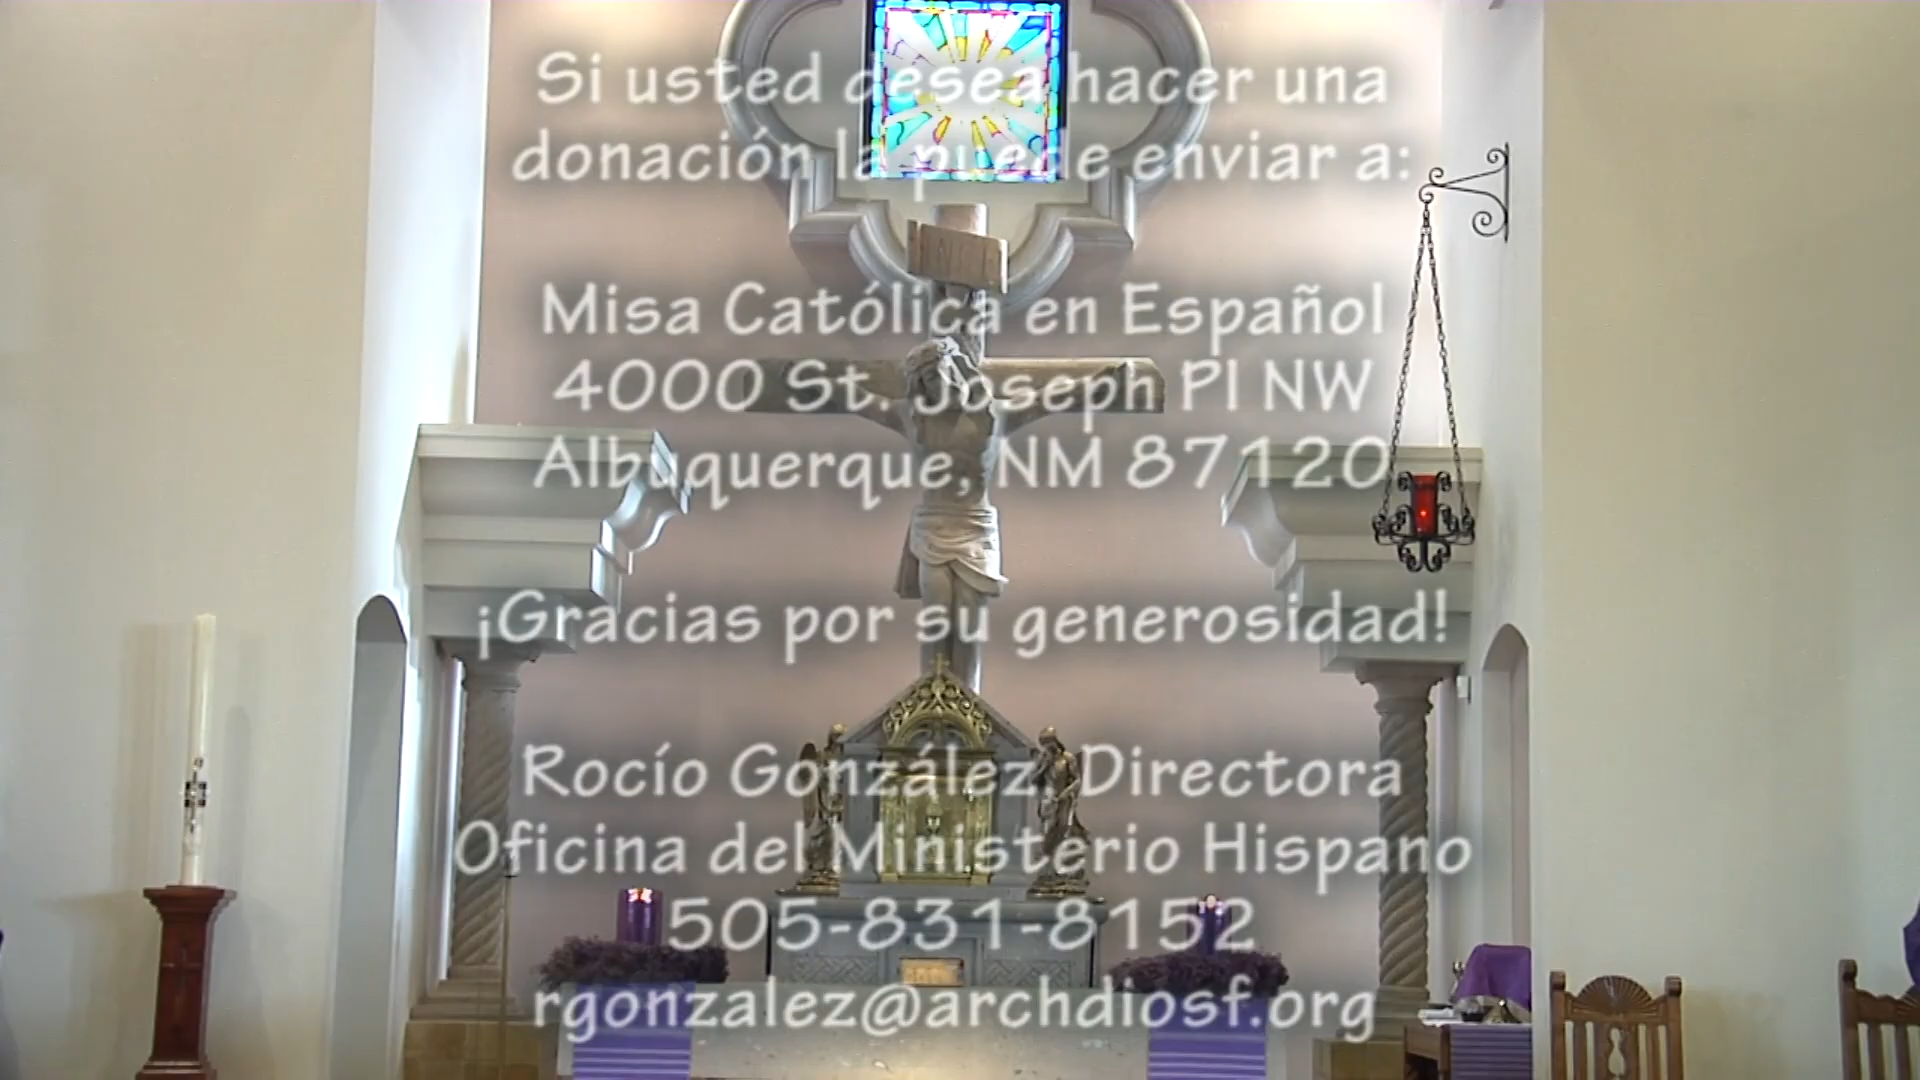 Si usted desea hacer una
donación la puede enviar a:
Misa Católica en Español
4000 St. Joseph Pl NW
Albuquerque, NM 87120
¡Gracias por su generosidad!
Rocío González, Directora
Oficina del Ministerio Hispano
505-831-8152
rgonzalez@archdiosf.org